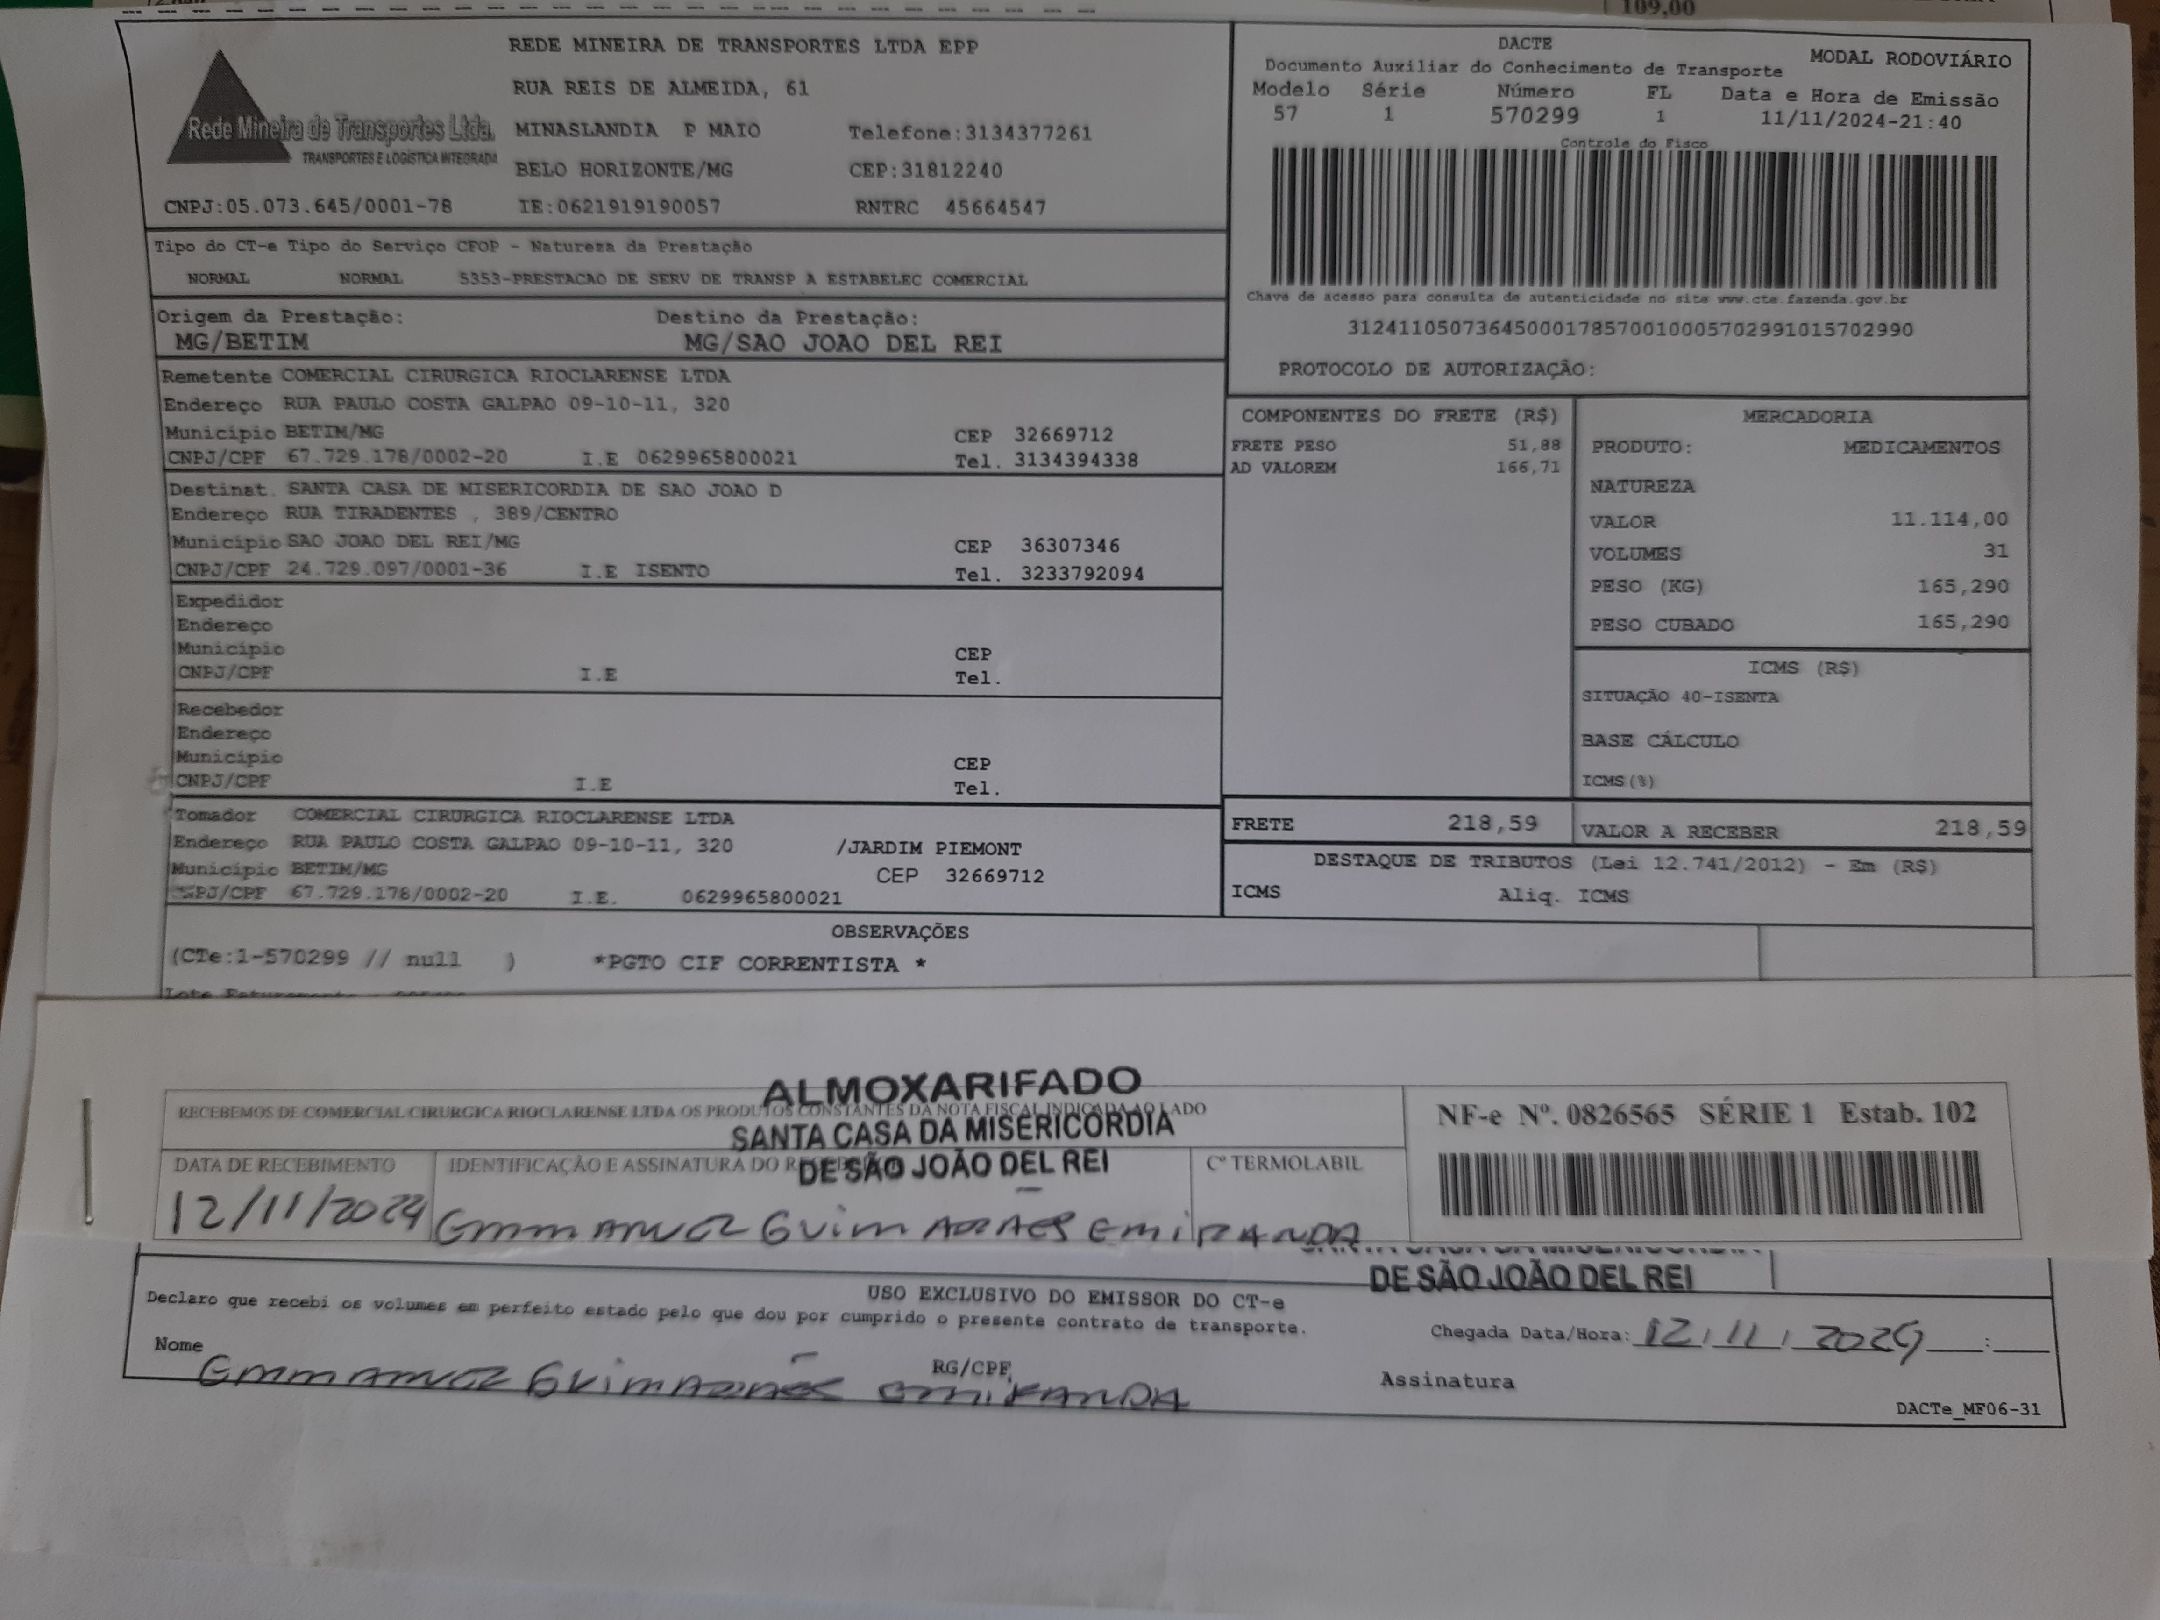 109,00
REDE MINEIRA DE TRANSPORTES LTDA EPP
RUA REIS DE ALMEIDA, 61
MINASLANDIA P MAIO Telefone:3134377261
BELO HORIZONTE/MG CEP:31812240
CNPJ:05.073.645/0001-78 IE:0621919190057 RNTRC 45664547
Rede Mineira de Transportes Ltda.
TRANSPORTES E LOGÍSTICA INTEGRADA
DACTE MODAL RODOVIÁRIO
Documento Auxiliar do Conhecimento de Transporte
Modelo Série Número FL Data e Hora de Emissão
57 1 570299 1 11/11/2024-21:40
Controle do Fisco
Chave de acesso para consulta de autenticidade no site www.cte.fazenda.gov.br
31241105073645000178570010005702991015702990
PROTOCOLO DE AUTORIZAÇÃO:
Tipo do CT-e Tipo do Serviço CFOP - Natureza da Prestação
NORMAL NORMAL 5353-PRESTACAO DE SERV DE TRANSP A ESTABELEC COMERCIAL
Origem da Prestação: Destino da Prestação:
MG/BETIM MG/SAO JOAO DEL REI
Remetente COMERCIAL CIRURGICA RIOCLARENSE LTDA
Endereço RUA PAULO COSTA GALPAO 09-10-11, 320
Município BETIM/MG CEP 32669712
CNPJ/CPF 67.729.178/0002-20 I.E 0629965800021 Tel. 3134394338
Destinat. SANTA CASA DE MISERICORDIA DE SAO JOAO D
Endereço RUA TIRADENTES , 389/CENTRO
Município SAO JOAO DEL REI/MG CEP 36307346
CNPJ/CPF 24.729.097/0001-36 I.E ISENTO Tel. 3233792094
Expedidor
Endereço
Município CEP
CNPJ/CPF I.E Tel.
Recebedor
Endereço
Município CEP
CNPJ/CPF I.E Tel.
Tomador COMERCIAL CIRURGICA RIOCLARENSE LTDA
Endereço RUA PAULO COSTA GALPAO 09-10-11, 320 /JARDIM PIEMONT
Município BETIM/MG CEP 32669712
CNPJ/CPF 67.729.178/0002-20 I.E. 0629965800021
COMPONENTES DO FRETE (R$)
FRETE PESO 51,88
AD VALOREM 166,71
MERCADORIA
PRODUTO: MEDICAMENTOS
NATUREZA
VALOR 11.114,00
VOLUMES 31
PESO (KG) 165,290
PESO CUBADO 165,290
ICMS (R$)
SITUAÇÃO 40-ISENTA
BASE CÁLCULO
ICMS(%)
FRETE 218,59 VALOR A RECEBER 218,59
DESTAQUE DE TRIBUTOS (Lei 12.741/2012) - Em (R$)
ICMS Aliq. ICMS
OBSERVAÇÕES
(CTe:1-570299 // null ) *PGTO CIF CORRENTISTA *
ALMOXARIFADO
RECEBEMOS DE COMERCIAL CIRURGICA RIOCLARENSE LTDA OS PRODUTOS CONSTANTES DA NOTA FISCAL INDICADA AO LADO
SANTA CASA DA MISERICORDIA
DE SÃO JOÃO DEL REI
NF-e Nº. 0826565 SÉRIE 1 Estab. 102
DATA DE RECEBIMENTO IDENTIFICAÇÃO E ASSINATURA DO Cº TERMOLABIL
12/11/2024 Emmanuel Guimarães Emiranda
DE SÃO JOÃO DEL REI
USO EXCLUSIVO DO EMISSOR DO CT-e
Declaro que recebi os volumes em perfeito estado pelo que dou por cumprido o presente contrato de transporte.
Chegada Data/Hora: 12/11/2024 :
Nome Emmanuel Guimarães Emiranda RG/CPF Assinatura
DACTe_MF06-31